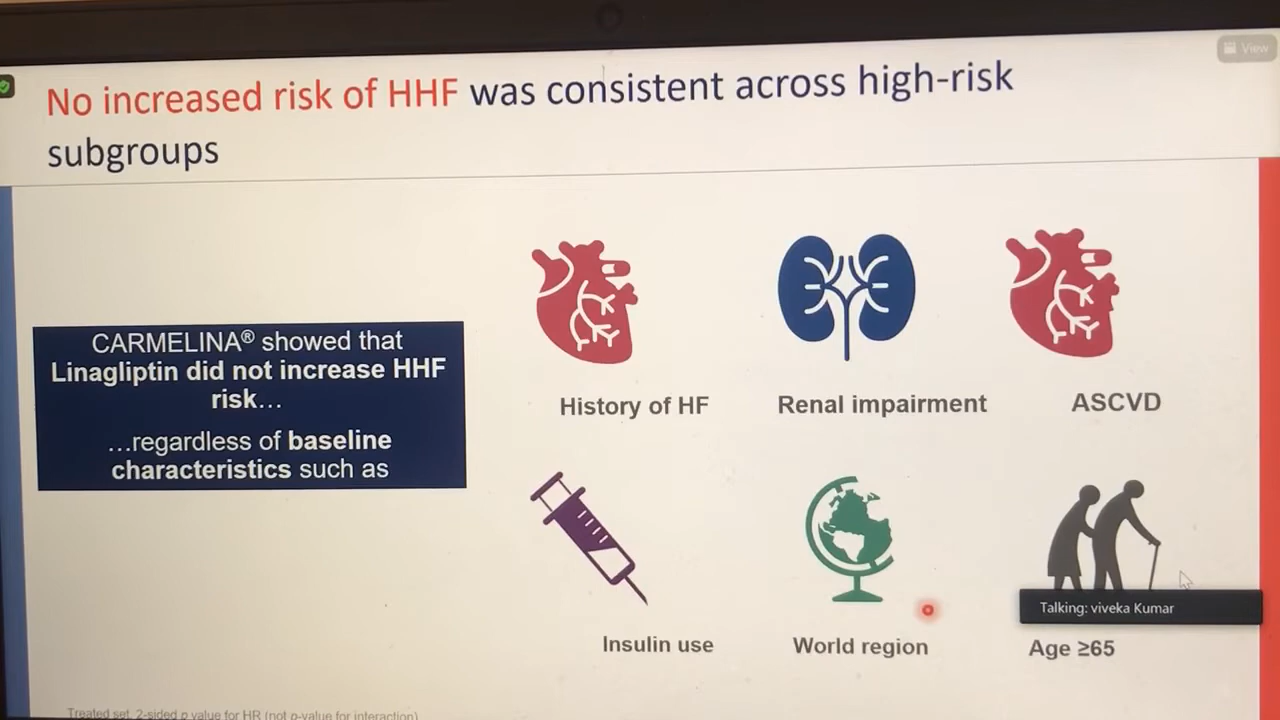 View
No increased risk of HHF was consistent across high-risk
subgroups
CARMELINA® showed that
Linagliptin did not increase HHF
risk...
...regardless of baseline
characteristics such as
History of HF
Renal impairment
ASCVD
Insulin use
World region
Talking: viveka Kumar
Age ≥65
Treated set, 2-sided p value for HR (not p-value for interaction)